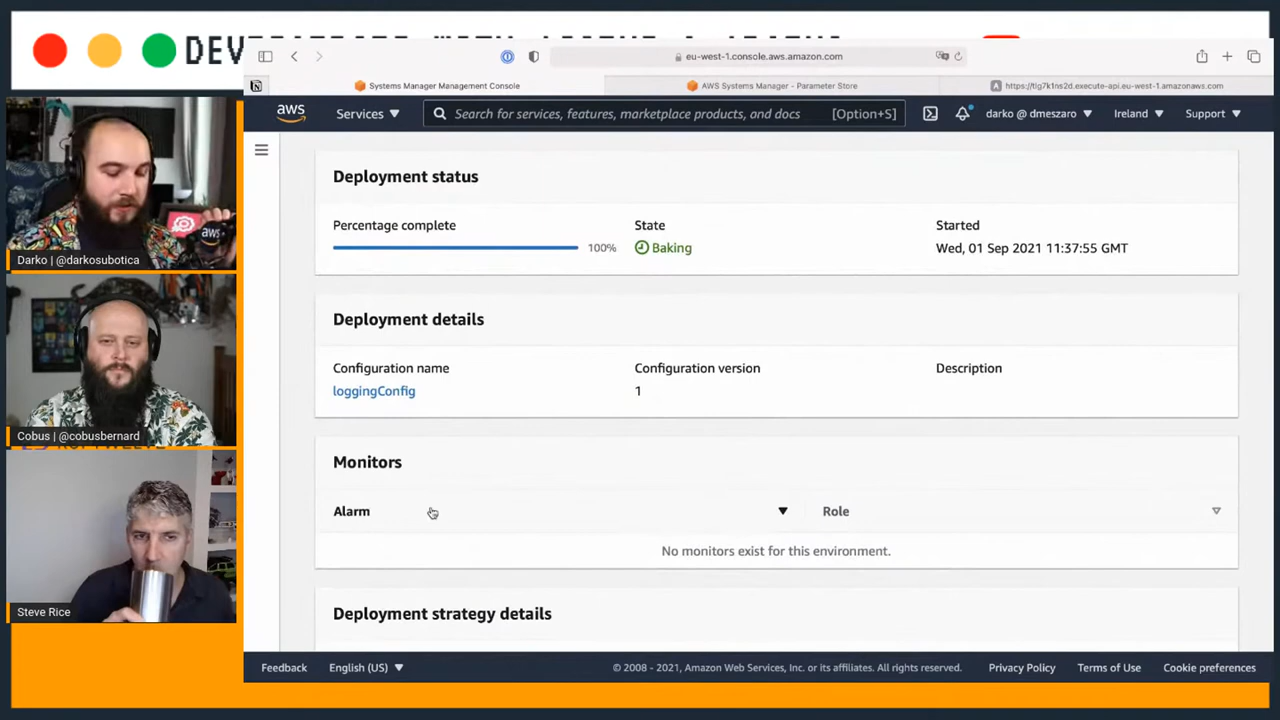 eu-west-1.console.aws.amazon.com
Systems Manager Management Console
AWS Systems Manager - Parameter Store
https://tlg7k1ns2d.execute-api.eu-west-1.amazonaws.com
aws
Services
Search for services, features, marketplace products, and docs [Option+S]
darko @ dmeszaro
Ireland
Support
Deployment status
Percentage complete State Started
100% Baking Wed, 01 Sep 2021 11:37:55 GMT
Deployment details
Configuration name Configuration version Description
loggingConfig 1
Monitors
Alarm Role
No monitors exist for this environment.
Deployment strategy details
Feedback English (US) © 2008 - 2021, Amazon Web Services, Inc. or its affiliates. All rights reserved. Privacy Policy Terms of Use Cookie preferences
aws
Darko | @darkosubotica
Cobus | @cobusbernard
Steve Rice